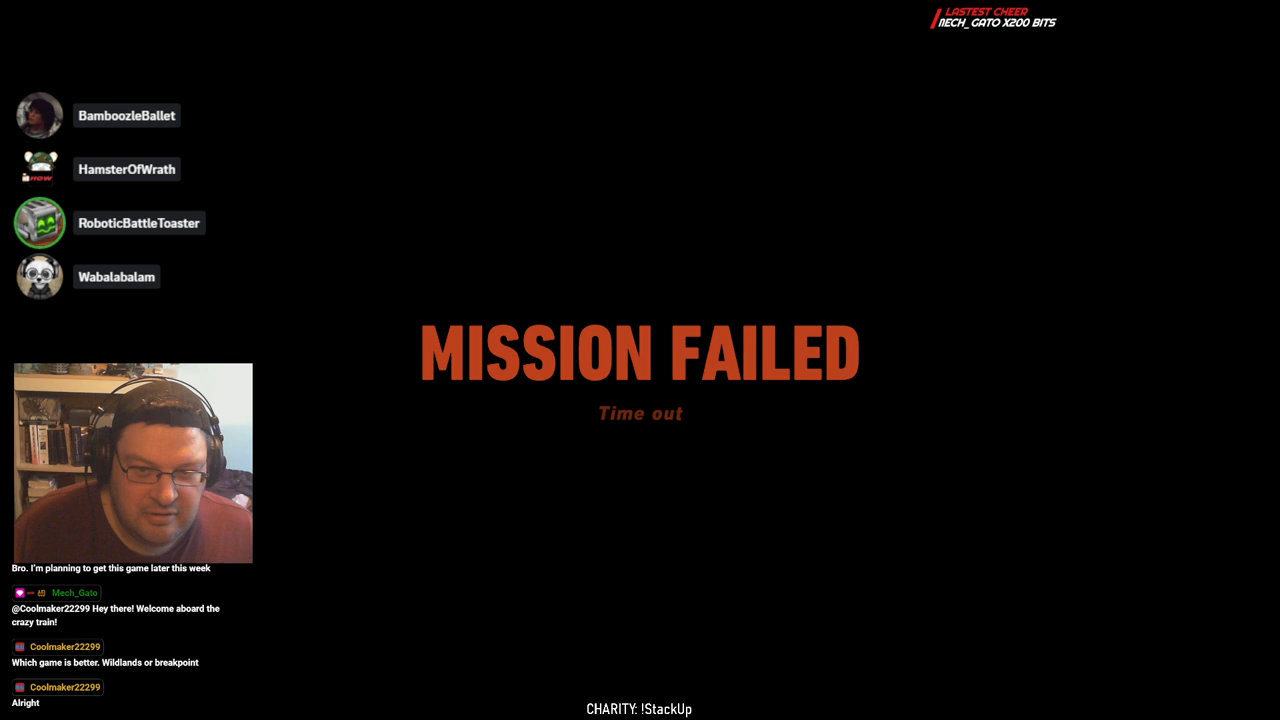 LASTEST CHEER
MECH_GATO X200 BITS
BamboozleBallet
HamsterOfWrath
RoboticBattleToaster
Wabalabalam
MISSION FAILED
Time out
Bro. I'm planning to get this game later this week
Mech_Gato
@Coolmaker22299 Hey there! Welcome aboard the
crazy train!
Coolmaker22299
Which game is better. Wildlands or breakpoint
Coolmaker22299
Alright
CHARITY: !StackUp